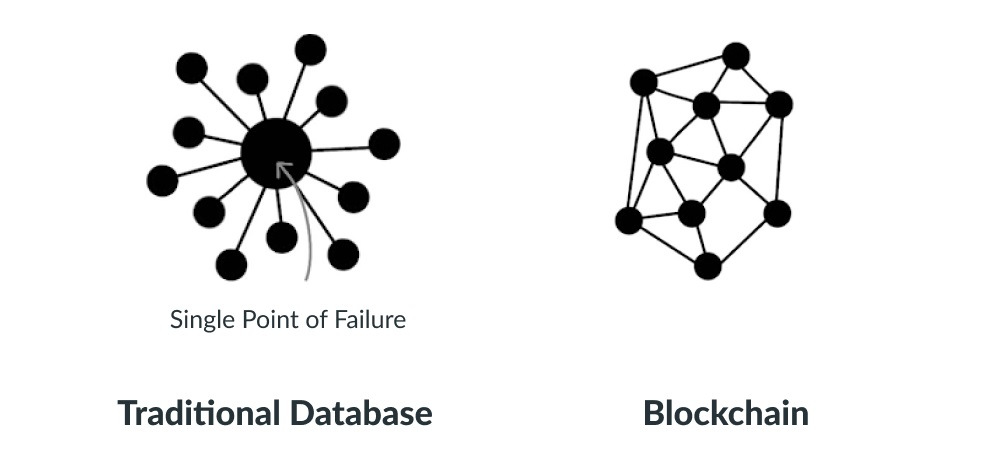 Single Point of Failure
Traditional Database
Blockchain